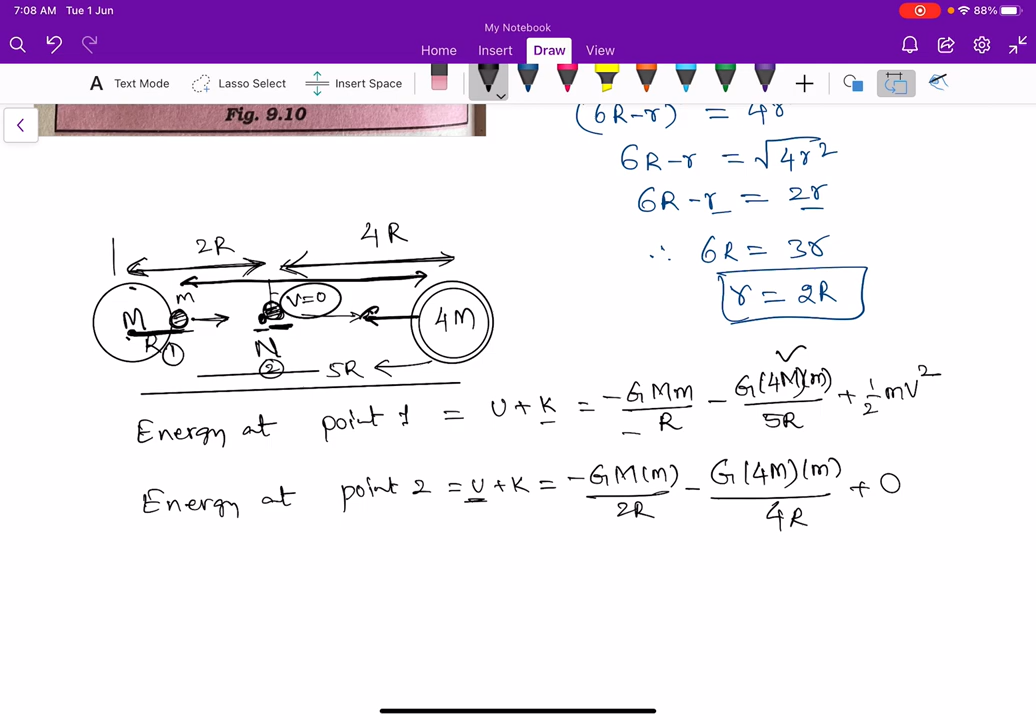 7:08 AM Tue 1 Jun
88%
My Notebook
Home Insert Draw View
A Text Mode Lasso Select Insert Space
Fig. 9.10
(6R-r) = 4r
6R-r = √4r²
6R-r = 2r
∴ 6R = 3r
r = 2R
2R 4R
M m V=0 4M
R 1 N
2 5R
Energy at point 1 = U+K = -GMm/R - G(4M)(m)/5R + 1/2 mV²
Energy at point 2 = U+K = -GM(m)/2R - G(4M)(m)/4R + 0